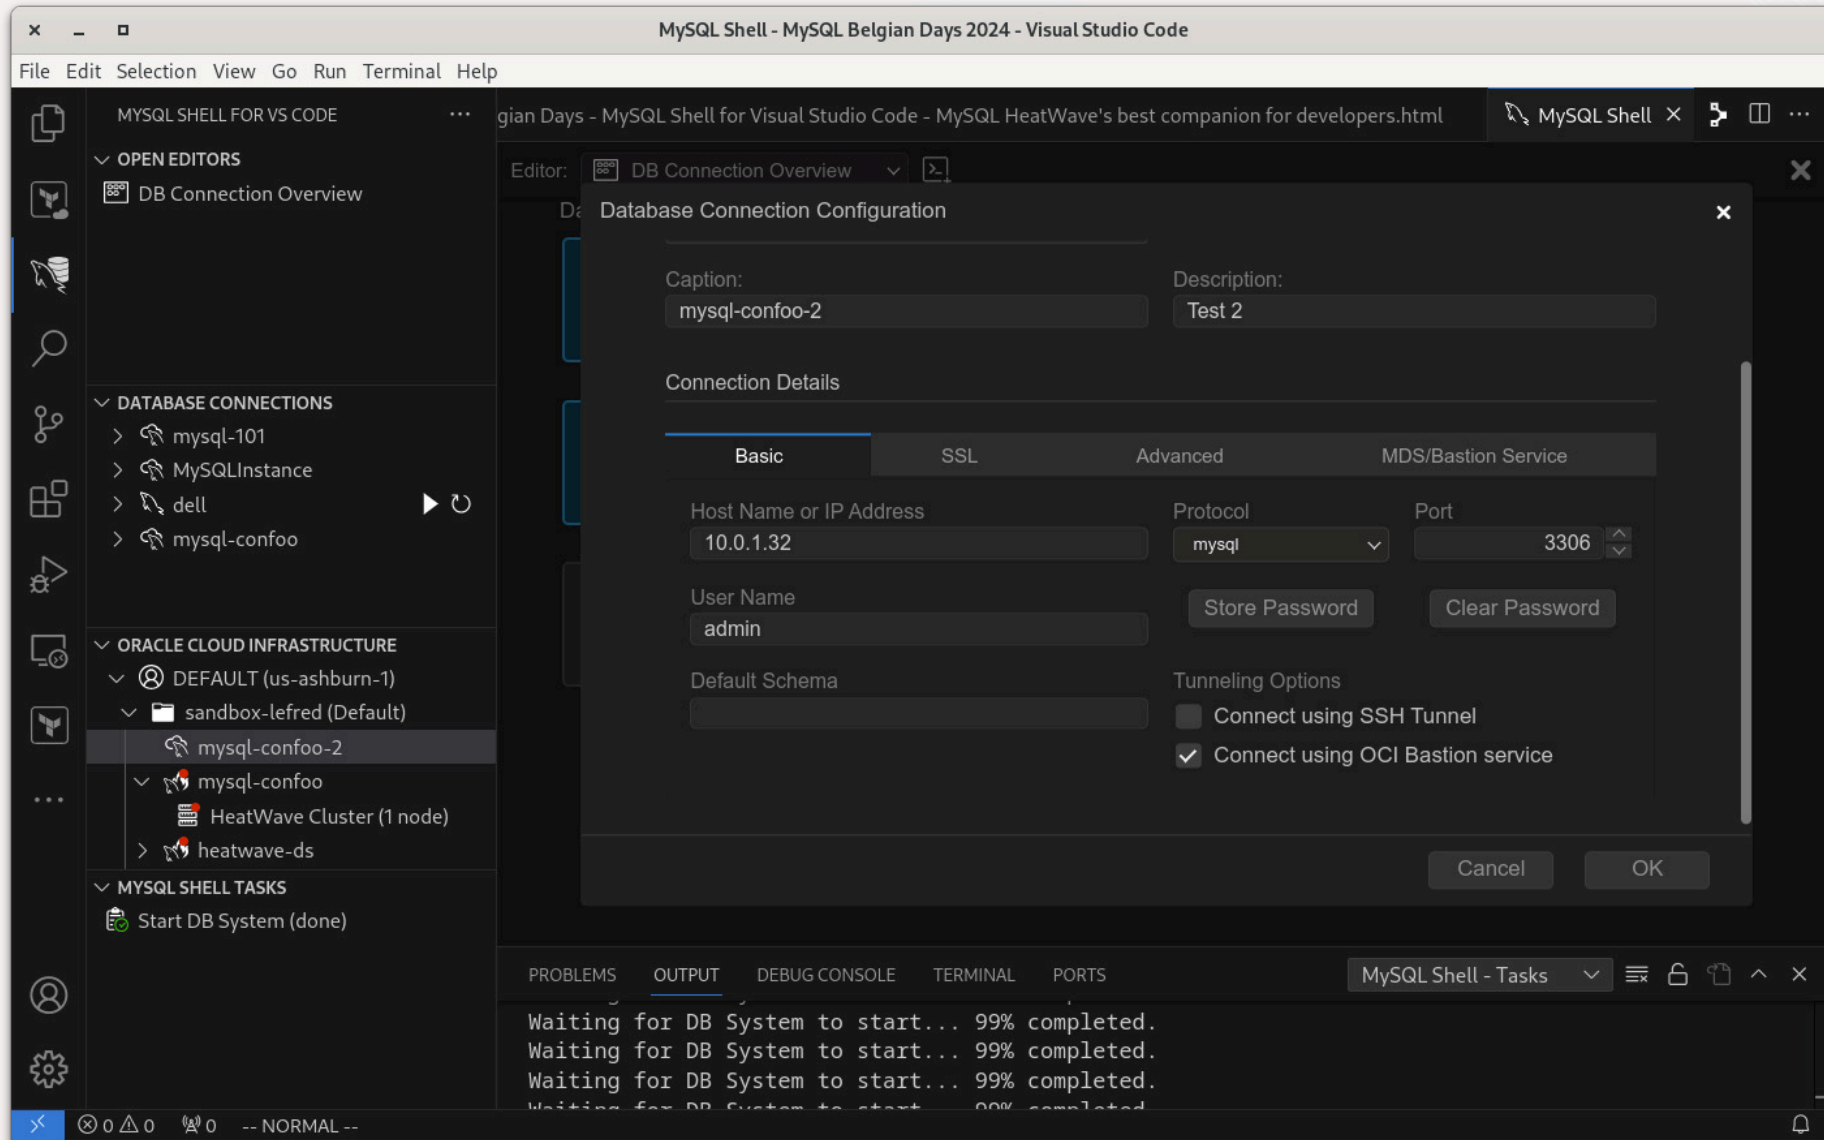 MySQL Shell - MySQL Belgian Days 2024 - Visual Studio Code
File Edit Selection View Go Run Terminal Help
MYSQL SHELL FOR VS CODE
gian Days - MySQL Shell for Visual Studio Code - MySQL HeatWave's best companion for developers.html
MySQL Shell
OPEN EDITORS
DB Connection Overview
Editor: DB Connection Overview
Database Connection Configuration
Caption:
Description:
mysql-confoo-2
Test 2
Connection Details
Basic SSL Advanced MDS/Bastion Service
Host Name or IP Address
Protocol
Port
10.0.1.32
mysql
3306
User Name
admin
Store Password
Clear Password
Default Schema
Tunneling Options
Connect using SSH Tunnel
Connect using OCI Bastion service
Cancel
OK
DATABASE CONNECTIONS
mysql-101
MySQLInstance
dell
mysql-confoo
ORACLE CLOUD INFRASTRUCTURE
DEFAULT (us-ashburn-1)
sandbox-lefred (Default)
mysql-confoo-2
mysql-confoo
HeatWave Cluster (1 node)
heatwave-ds
MYSQL SHELL TASKS
Start DB System (done)
PROBLEMS OUTPUT DEBUG CONSOLE TERMINAL PORTS
MySQL Shell - Tasks
Waiting for DB System to start... 99% completed.
Waiting for DB System to start... 99% completed.
Waiting for DB System to start... 99% completed.
Waiting for DB System to start... 99% completed.
0 0 0 -- NORMAL --